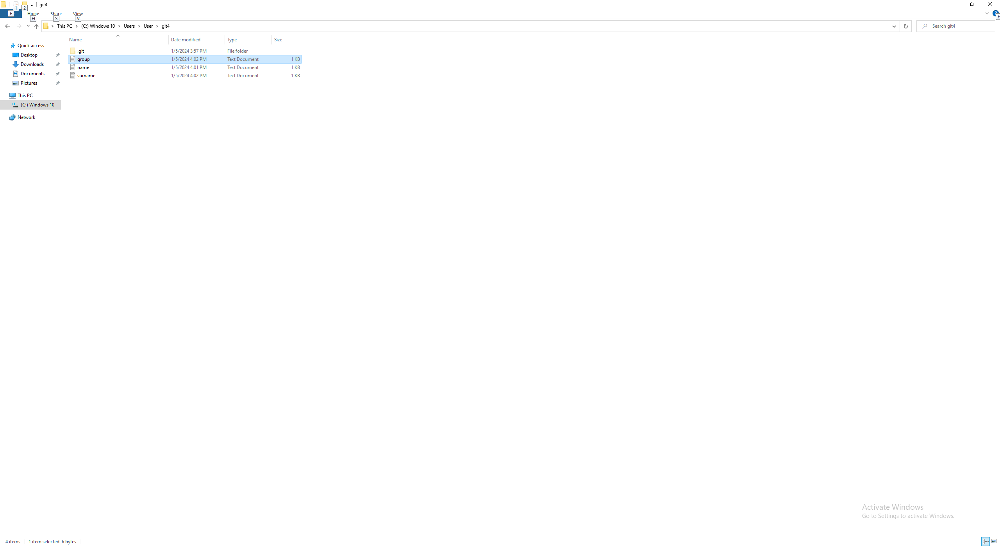 1 2 git4
F Home Share View
H S V E
This PC (C:) Windows 10 Users User git4 Search git4
Name Date modified Type Size
Quick access
Desktop
Downloads
Documents
Pictures
This PC
(C:) Windows 10
Network
.git 1/5/2024 3:57 PM File folder
group 1/5/2024 4:02 PM Text Document 1 KB
name 1/5/2024 4:01 PM Text Document 1 KB
surname 1/5/2024 4:02 PM Text Document 1 KB
Activate Windows
Go to Settings to activate Windows.
4 items 1 item selected 6 bytes